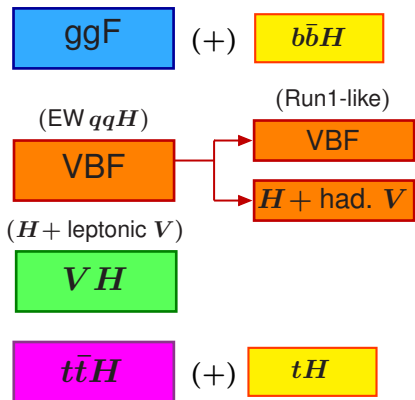 ggF (+) bb̄H
(EW qqH) (Run1-like)
VBF VBF
H + had. V
(H + leptonic V)
VH
tt̄H (+) tH